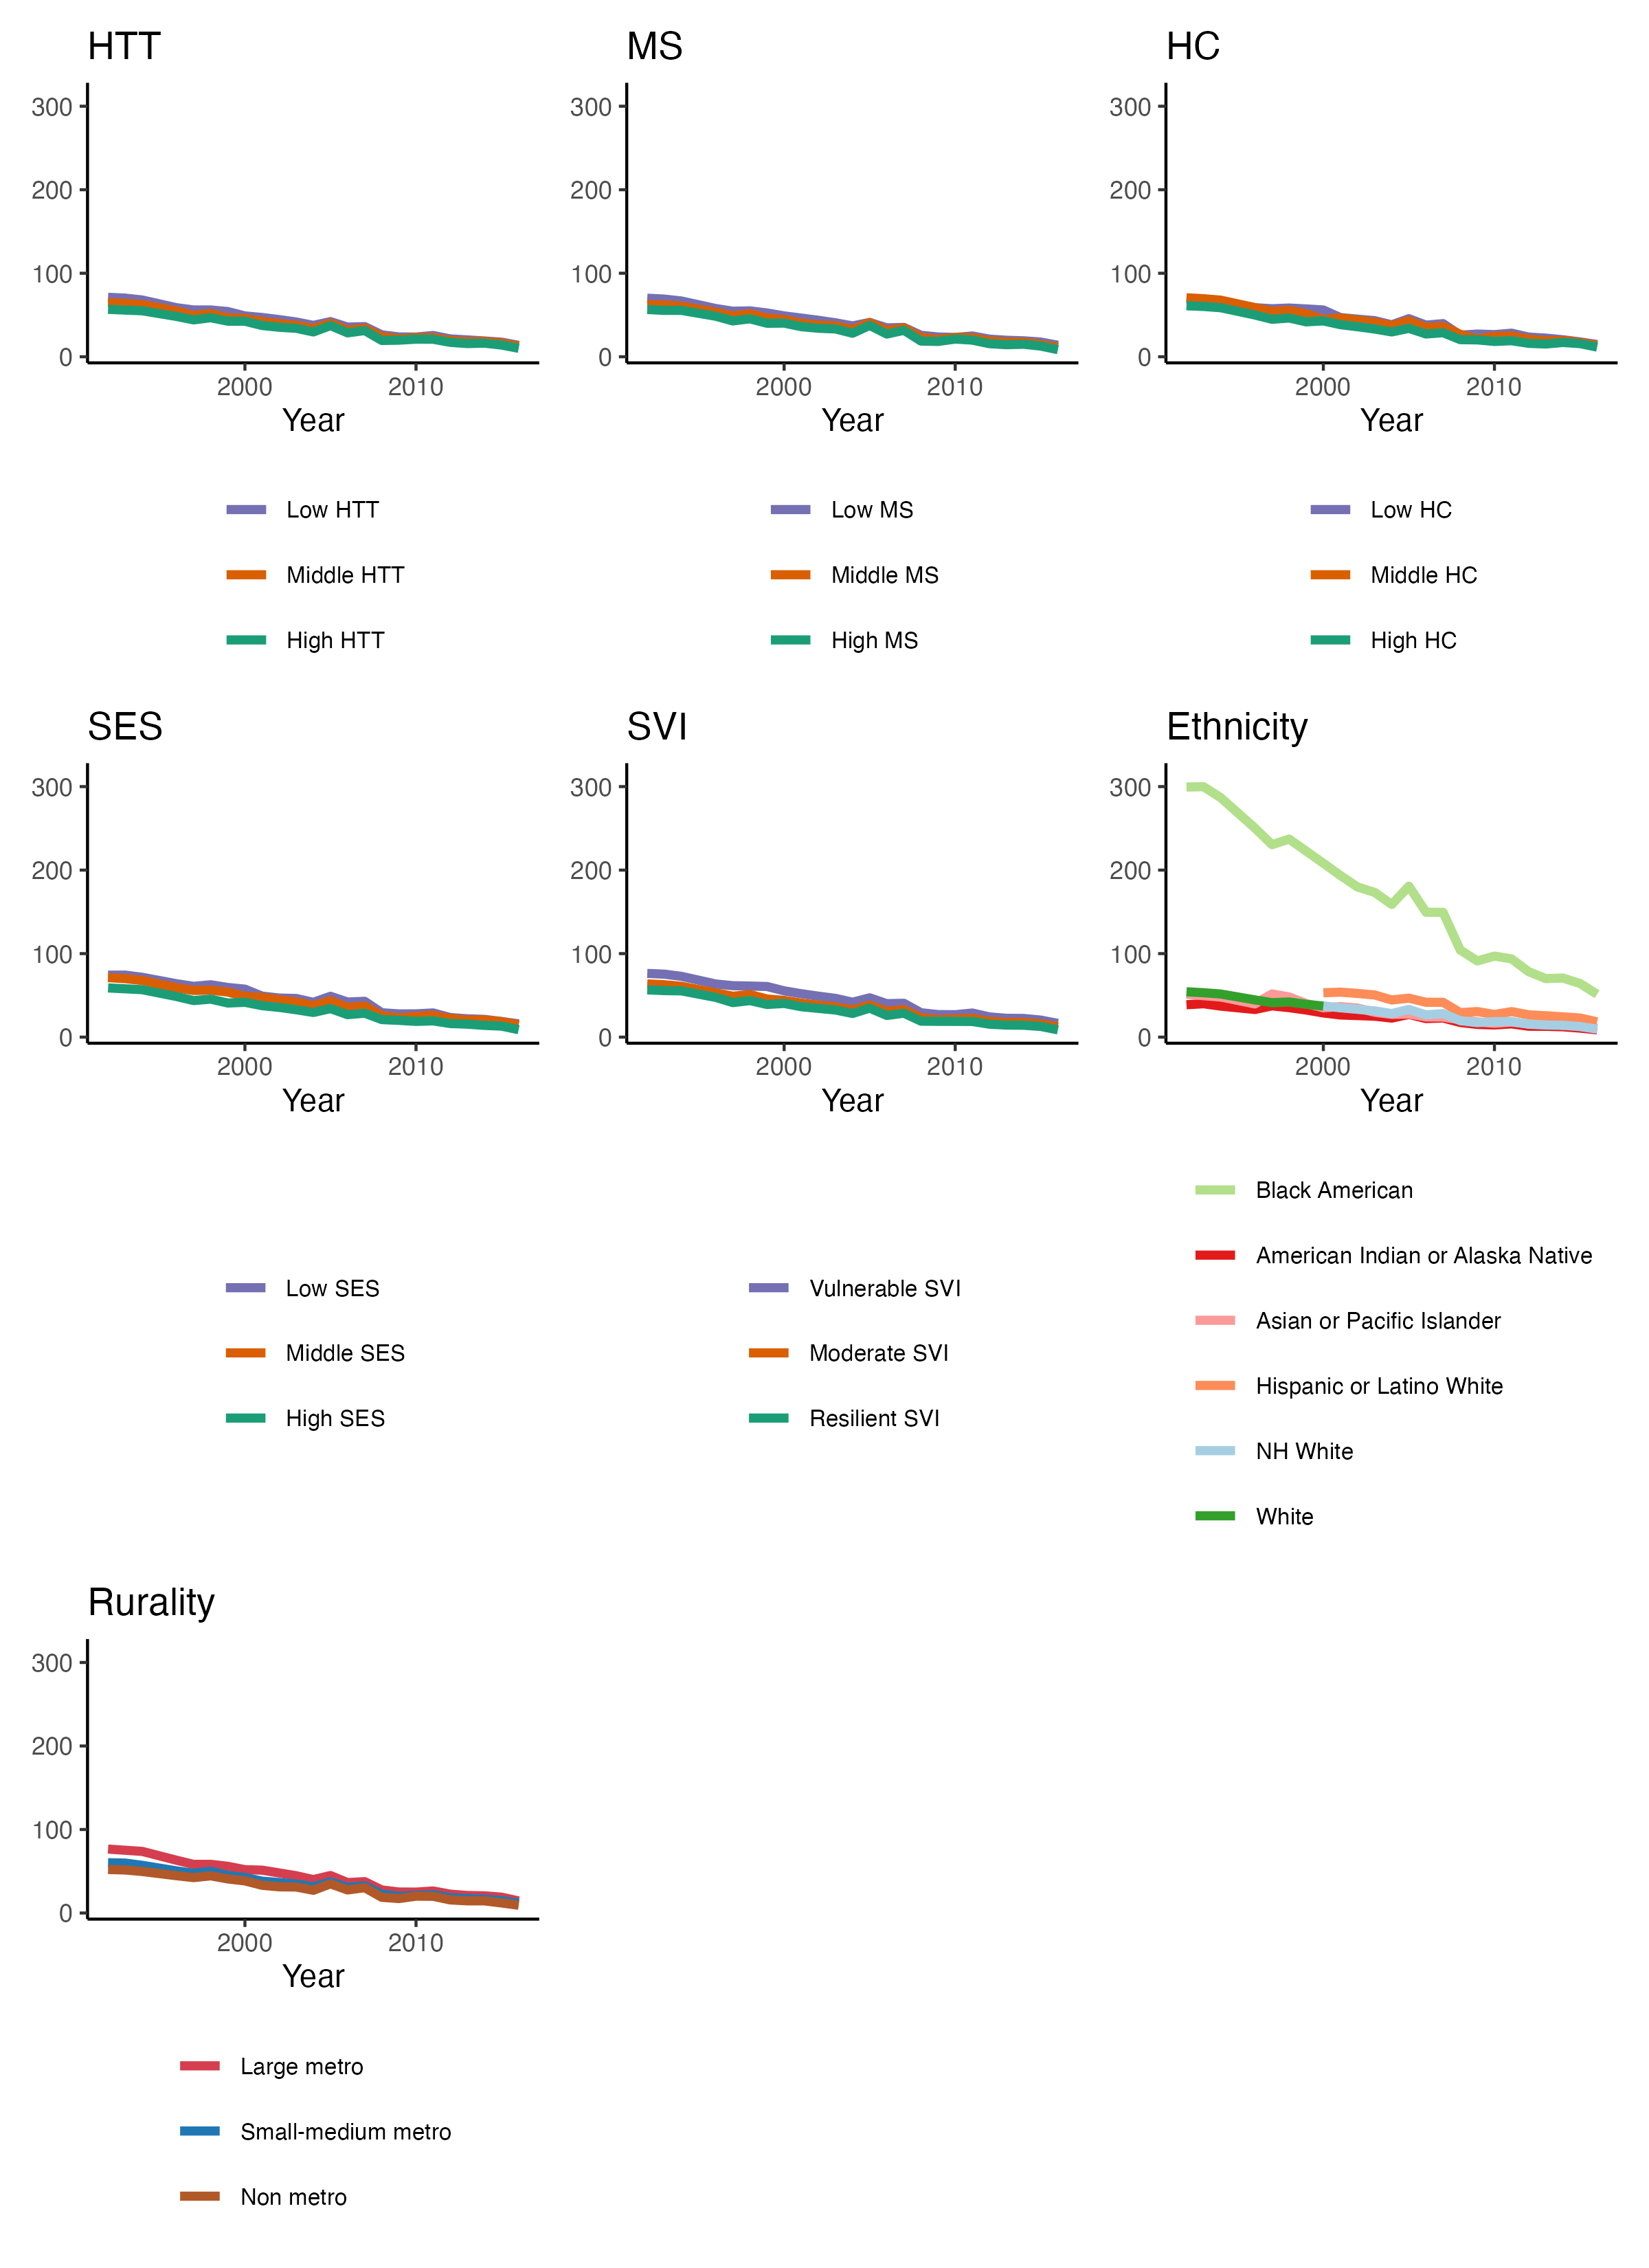 HTT
MS
HC
300
200
100
0
2000
2010
Year
300
200
100
0
2000
2010
Year
300
200
100
0
2000
2010
Year
Low HTT
Middle HTT
High HTT
Low MS
Middle MS
High MS
Low HC
Middle HC
High HC
SES
SVI
Ethnicity
300
200
100
0
2000
2010
Year
300
200
100
0
2000
2010
Year
300
200
100
0
2000
2010
Year
Low SES
Middle SES
High SES
Vulnerable SVI
Moderate SVI
Resilient SVI
Black American
American Indian or Alaska Native
Asian or Pacific Islander
Hispanic or Latino White
NH White
White
Rurality
300
200
100
0
2000
2010
Year
Large metro
Small-medium metro
Non metro